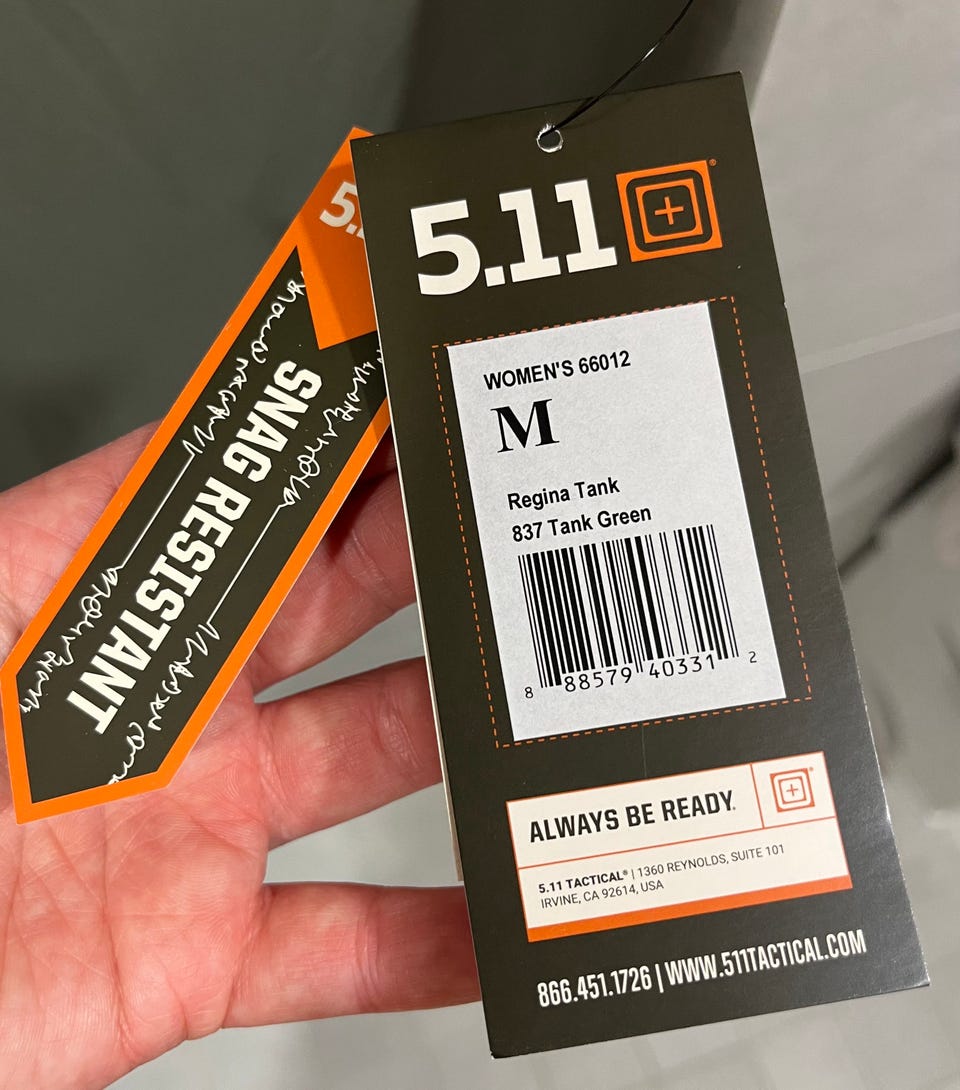 5.11
WOMEN'S 66012
M
Regina Tank
837 Tank Green
8 88579 40331 2
ALWAYS BE READY.
5.11 TACTICAL® | 1360 REYNOLDS, SUITE 101
IRVINE, CA 92614, USA
866.451.1726 | WWW.511TACTICAL.COM
SNAG RESISTANT